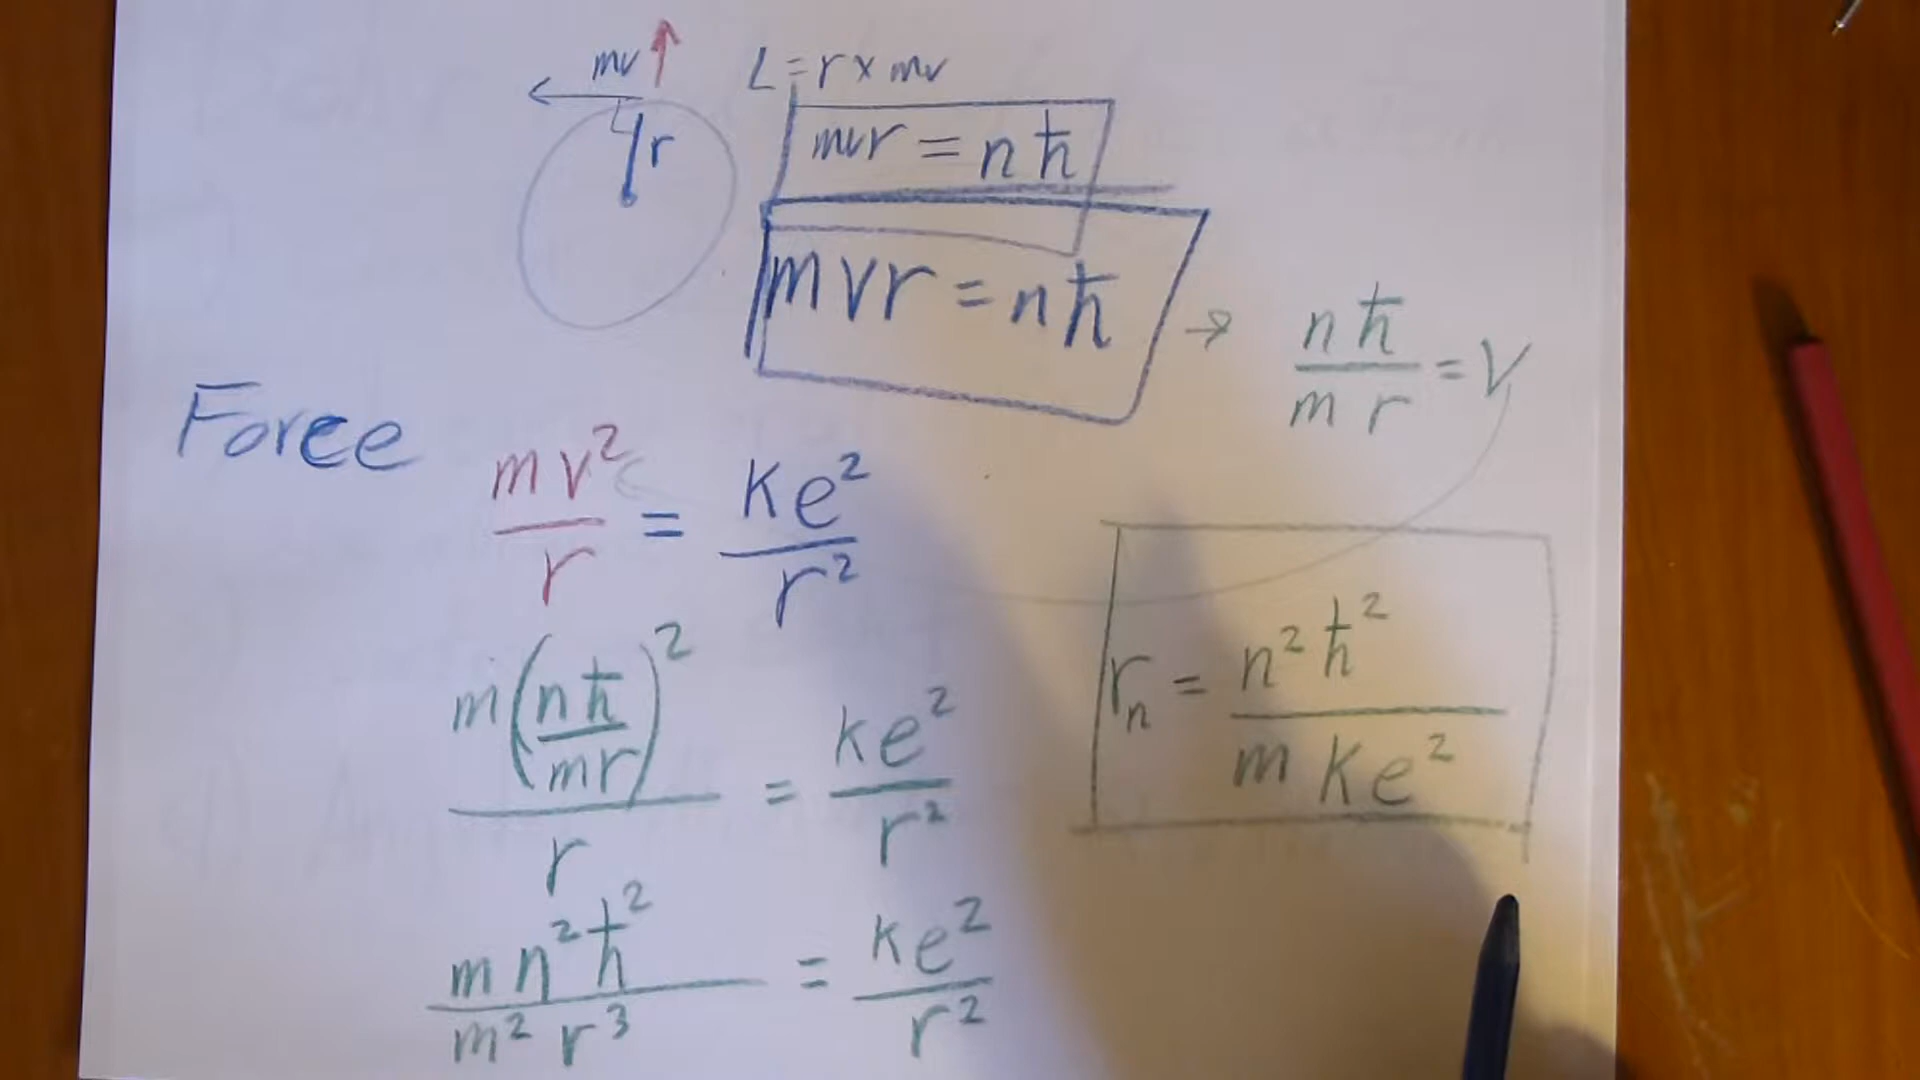 mv
r
L = r × mv
mvr = nħ
mvr = nħ
→ nħ/mr = v
Force
mv²/r = ke²/r²
m(nħ/mr)²/r = ke²/r²
rₙ = n²ħ²/mke²
mn²ħ²/m²r³ = ke²/r²